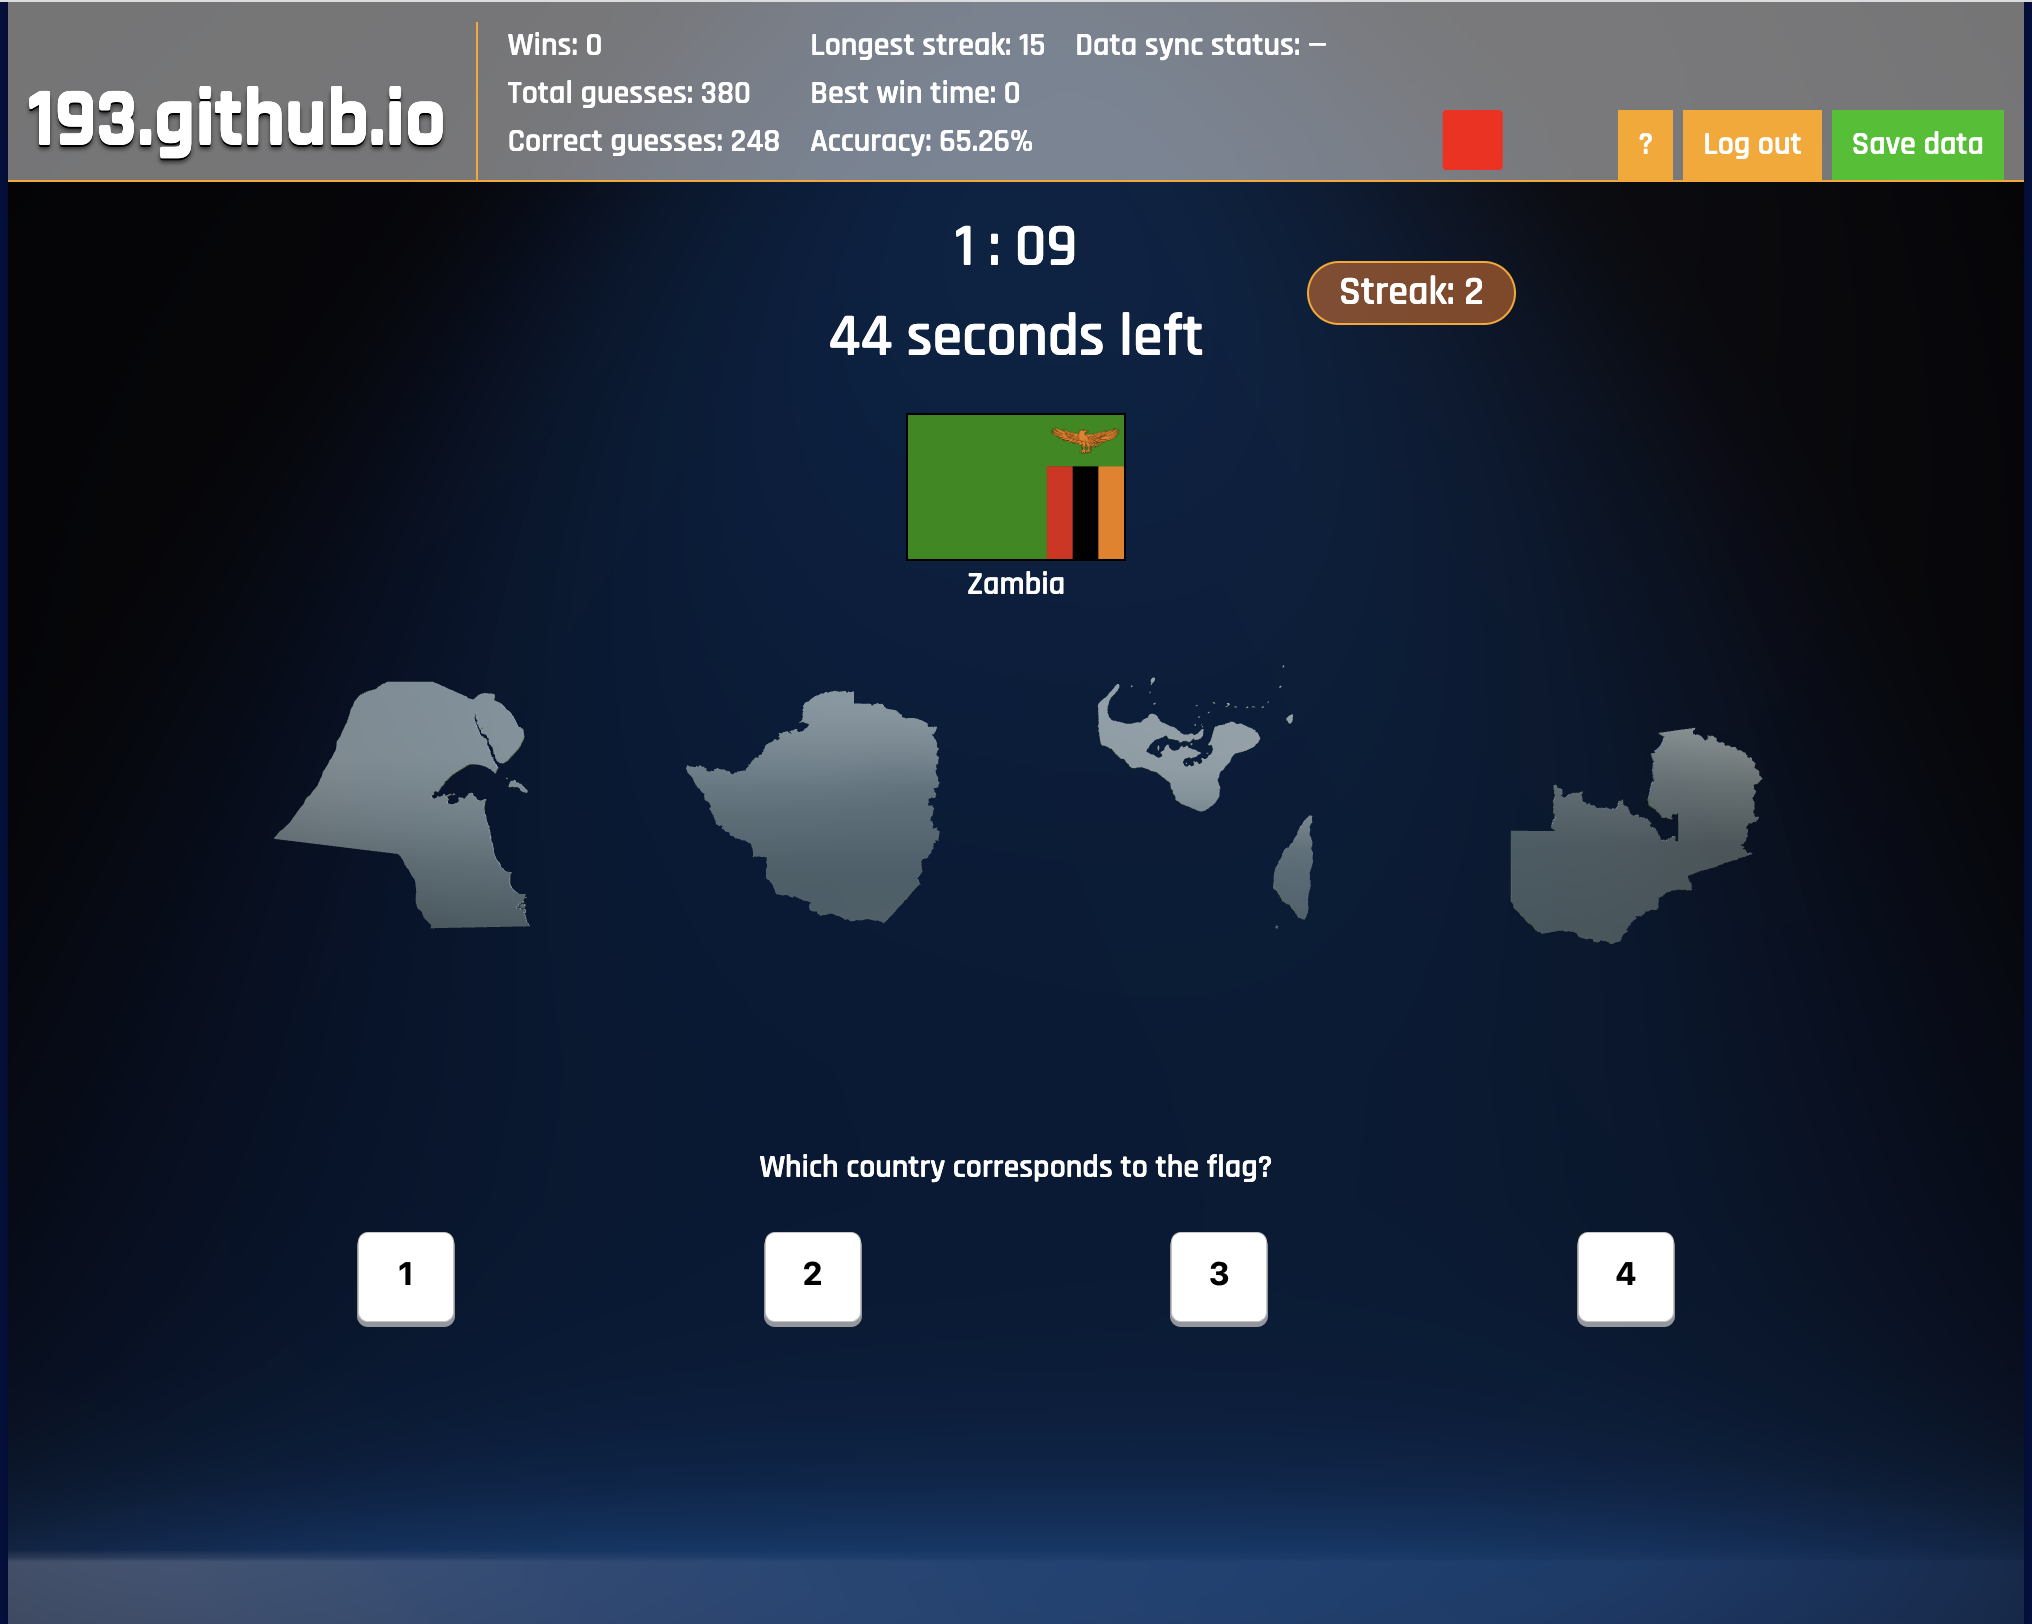 193.github.io
Wins: 0
Total guesses: 380
Correct guesses: 248
Longest streak: 15
Best win time: 0
Accuracy: 65.26%
Data sync status: —
?
Log out
Save data
1 : 09
44 seconds left
Streak: 2
Zambia
Which country corresponds to the flag?
1
2
3
4